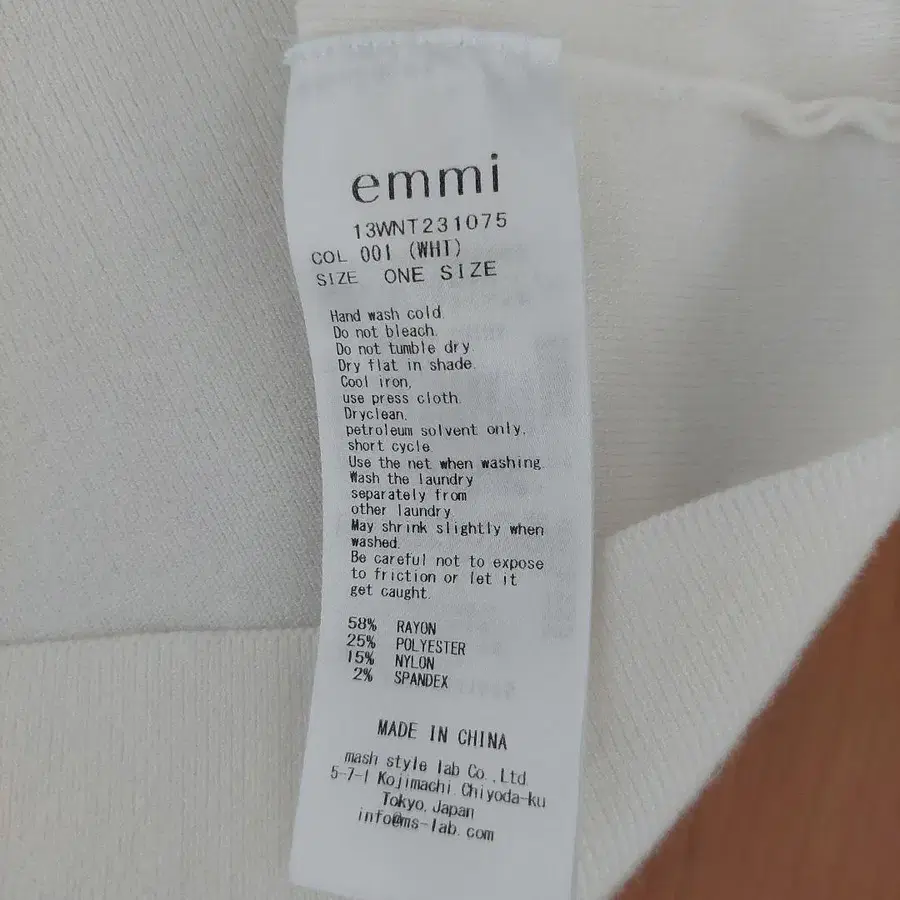 emmi
13WNT231075
COL 001 (WHT)
SIZE ONE SIZE
Hand wash cold.
Do not bleach.
Do not tumble dry
Dry flat in shade.
Cool iron,
use press cloth.
Dryclean,
petroleum solvent only,
short cycle
Use the net when washing.
Wash the laundry
separately from
other laundry.
May shrink slightly when
washed.
Be careful not to expose
to friction or let it
get caught.
58% RAYON
25% POLYESTER
15% NYLON
2% SPANDEX
MADE IN CHINA
mash style lab Co.,Ltd.
5-7-1 Kojimachi, Chiyoda-ku
Tokyo, Japan
info@ms-lab.com